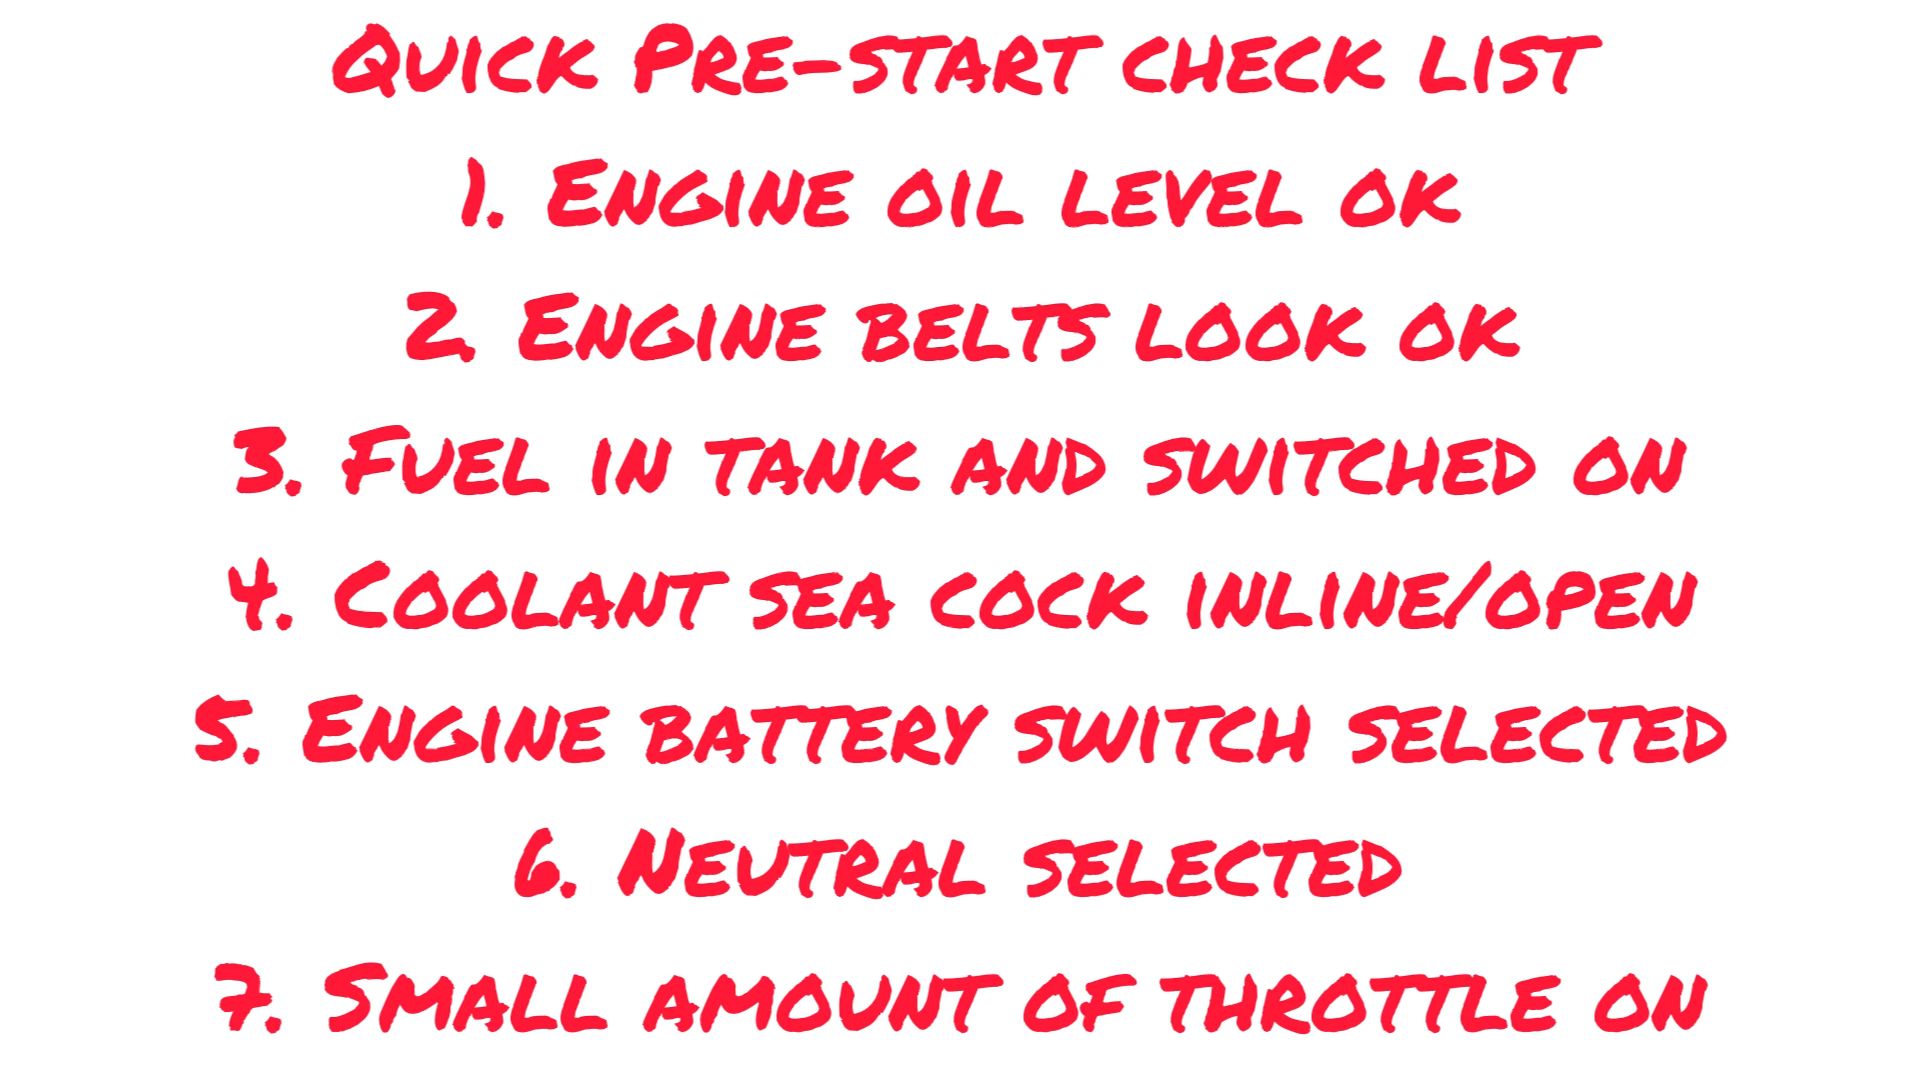 Quick Pre-start check list
1. Engine oil level ok
2. Engine belts look ok
3. Fuel in tank and switched on
4. Coolant sea cock inline/open
5. Engine battery switch selected
6. Neutral selected
7. Small amount of throttle on